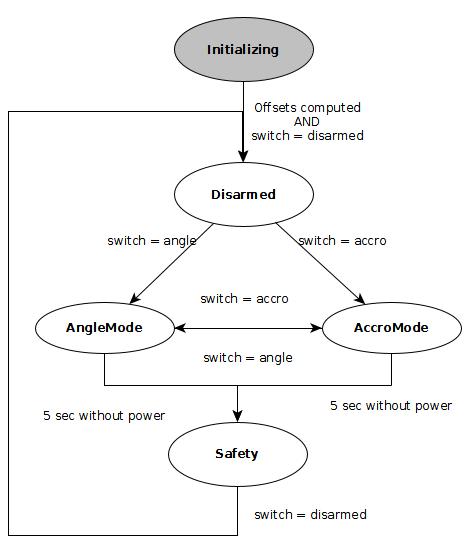 Initializing
Offsets computed
AND
switch = disarmed
Disarmed
switch = angle
switch = accro
switch = accro
AngleMode
AccroMode
switch = angle
5 sec without power
5 sec without power
Safety
switch = disarmed